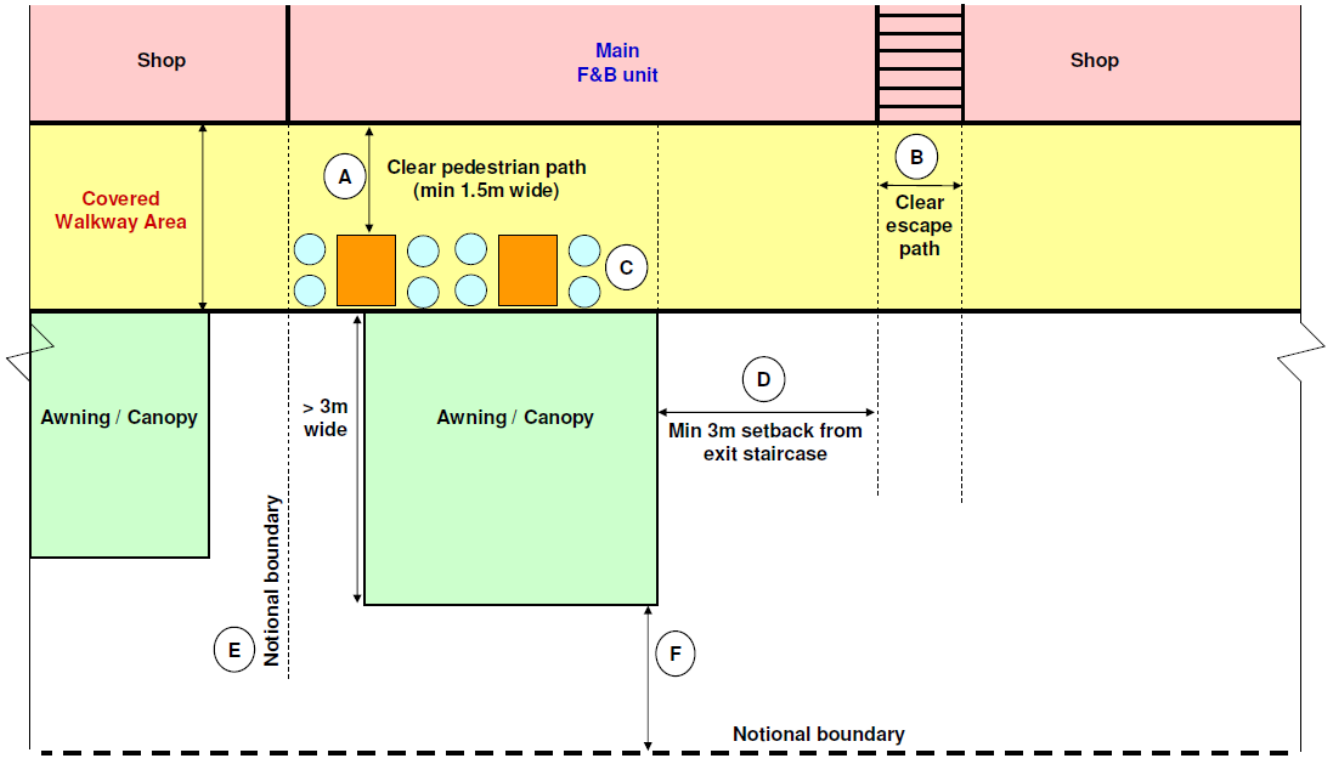 Shop
Main
F&B unit
Shop
A
Clear pedestrian path
(min 1.5m wide)
B
Clear
escape
path
Covered
Walkway Area
C
Awning / Canopy
> 3m
wide
Awning / Canopy
D
Min 3m setback from
exit staircase
Notional boundary
E
F
Notional boundary